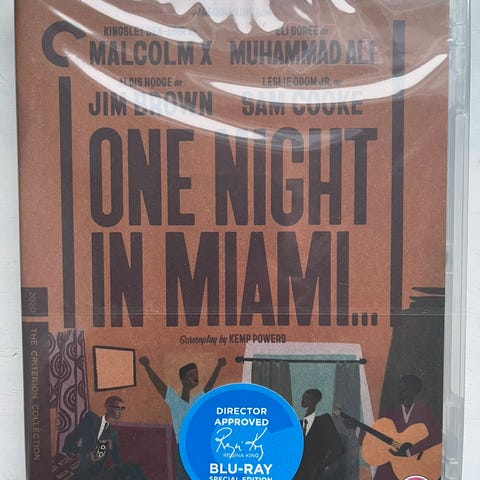 KINGSLEY BEN-ADIR as
ELI GOREE as
MALCOLM X
MUHAMMAD ALI
ALDIS HODGE as
LESLIE ODOM JR. as
JIM BROWN
SAM COOKE
ONE NIGHT
IN MIAMI...
Screenplay by KEMP POWERS
2020
THE CRITERION COLLECTION
DIRECTOR
APPROVED
REGINA KING
BLU-RAY
SPECIAL EDITION